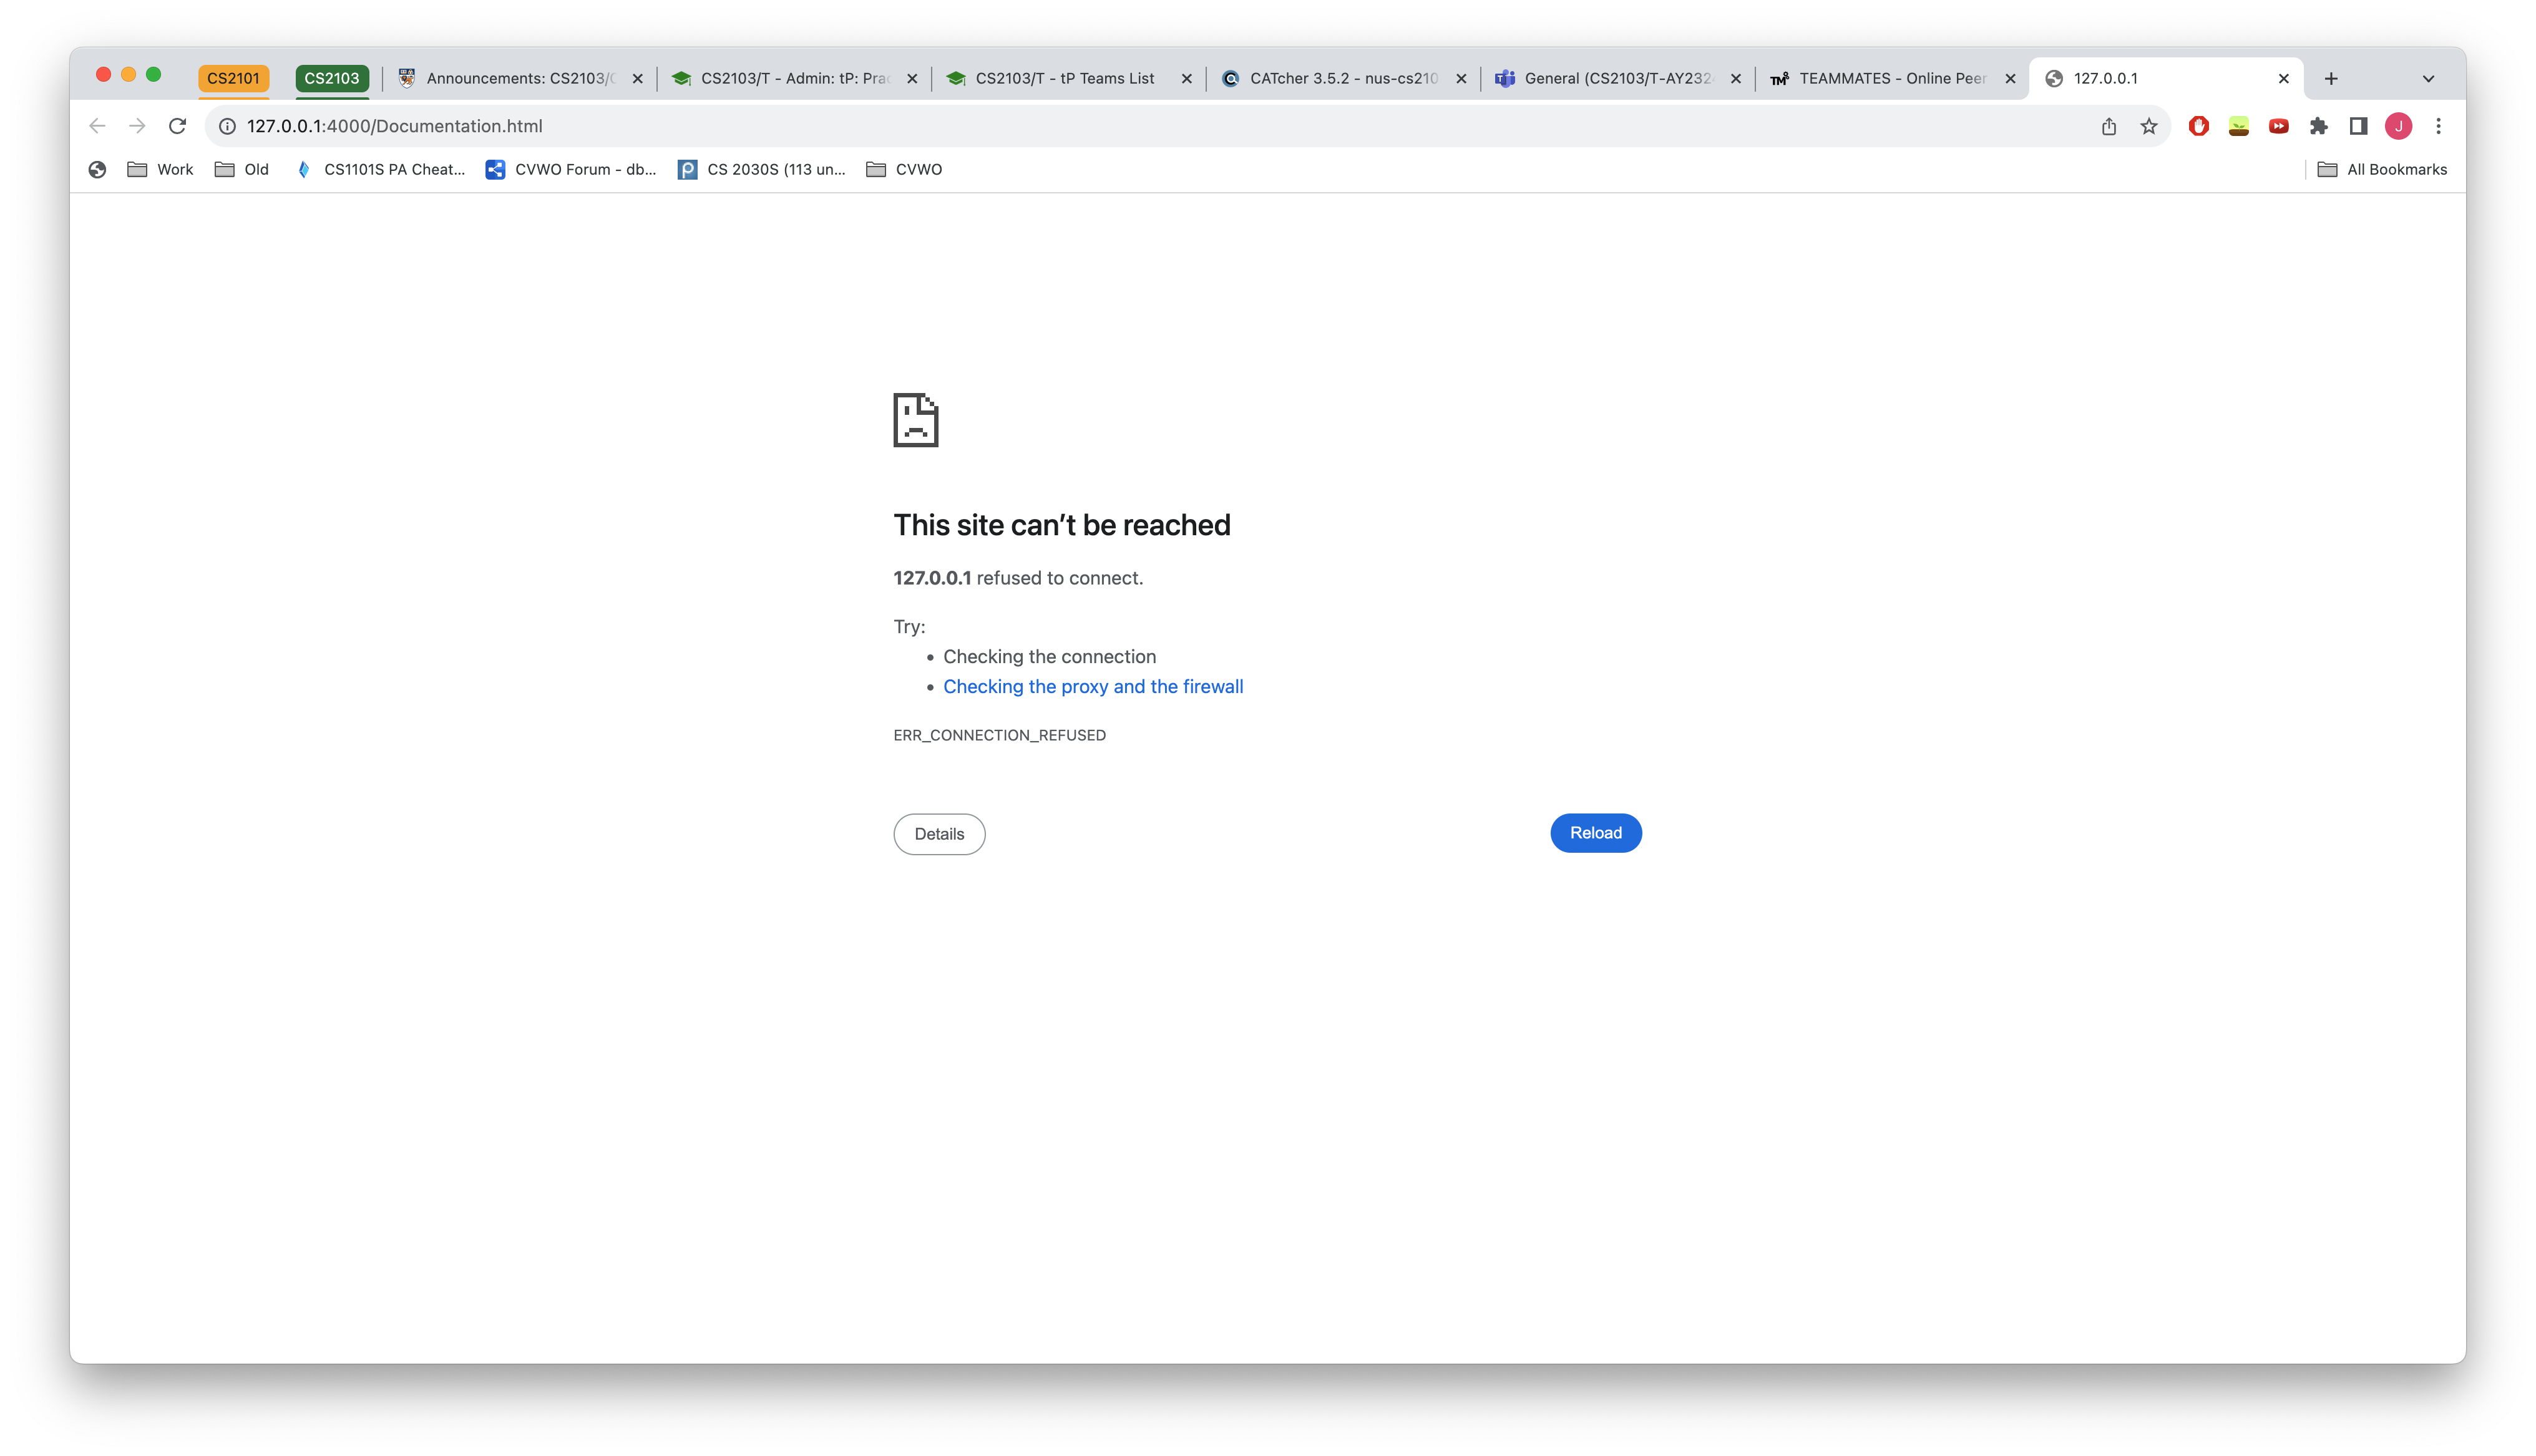 CS2101
CS2103
Announcements: CS2103/
CS2103/T - Admin: tP: Prac
CS2103/T - tP Teams List
CATcher 3.5.2 - nus-cs210
General (CS2103/T-AY232
TEAMMATES - Online Peer
127.0.0.1
127.0.0.1:4000/Documentation.html
J
Work
Old
CS1101S PA Cheat...
CVWO Forum - db...
CS 2030S (113 un...
CVWO
All Bookmarks
This site can’t be reached
127.0.0.1 refused to connect.
Try:
• Checking the connection
• Checking the proxy and the firewall
ERR_CONNECTION_REFUSED
Details
Reload